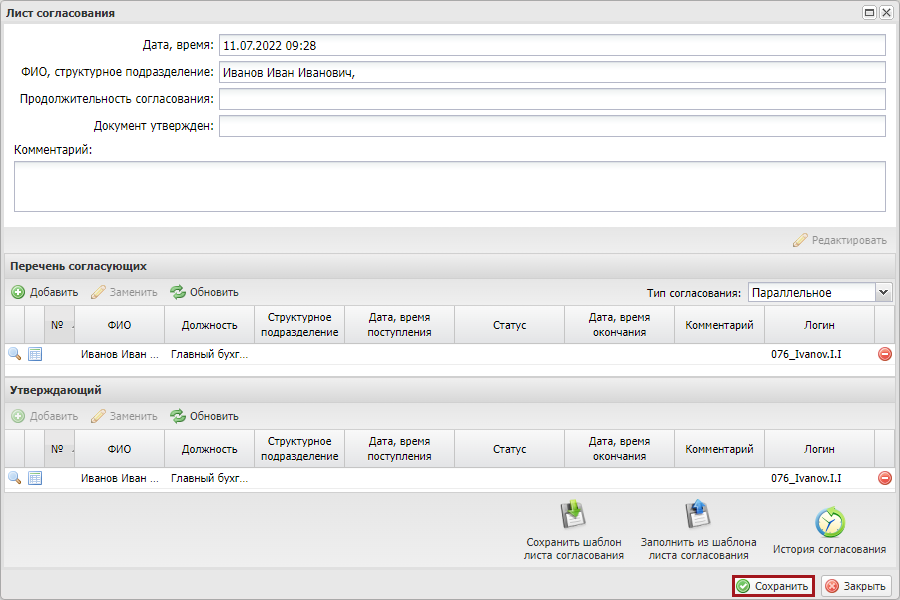 Лист согласования
Дата, время: 11.07.2022 09:28
ФИО, структурное подразделение: Иванов Иван Иванович,
Продолжительность согласования:
Документ утвержден:
Комментарий:
Редактировать
Перечень согласующих
Добавить Заменить Обновить Тип согласования: Параллельное
№ ФИО Должность Структурное подразделение Дата, время поступления Статус Дата, время окончания Комментарий Логин
Иванов Иван ... Главный бухг... 076_Ivanov.I.I
Утверждающий
Добавить Заменить Обновить
№ ФИО Должность Структурное подразделение Дата, время поступления Статус Дата, время окончания Комментарий Логин
Иванов Иван ... Главный бухг... 076_Ivanov.I.I
Сохранить шаблон листа согласования
Заполнить из шаблона листа согласования
История согласования
Сохранить Закрыть